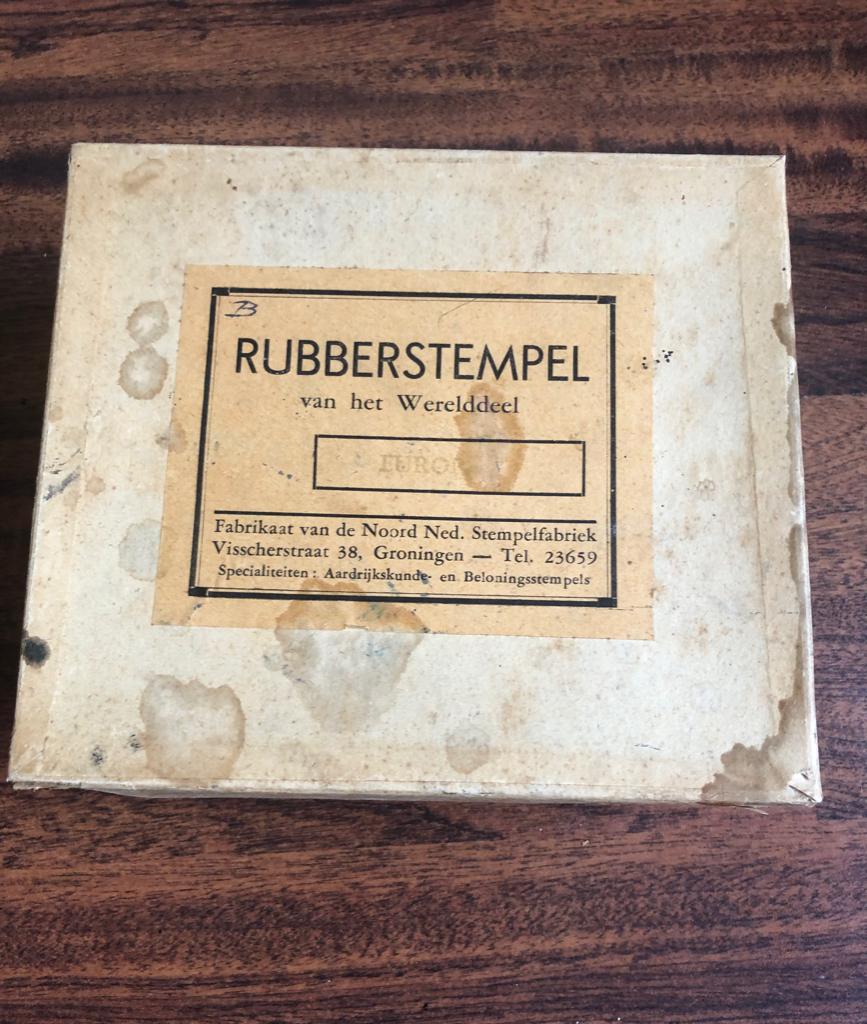 B
RUBBERSTEMPEL
van het Werelddeel
Fabrikaat van de Noord Ned. Stempelfabriek
Visscherstraat 38, Groningen — Tel. 23659
Specialiteiten : Aardrijkskunde- en Beloningsstempels